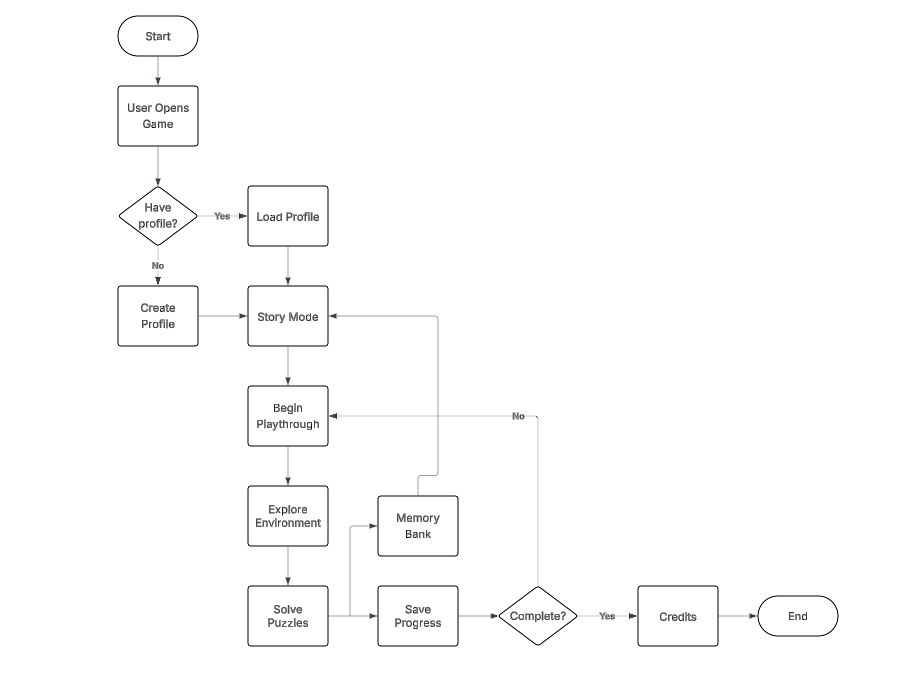 Start
User Opens
Game
Have
profile?
Yes
Load Profile
No
Create
Profile
Story Mode
Begin
Playthrough
No
Explore
Environment
Memory
Bank
Solve
Puzzles
Save
Progress
Complete?
Yes
Credits
End